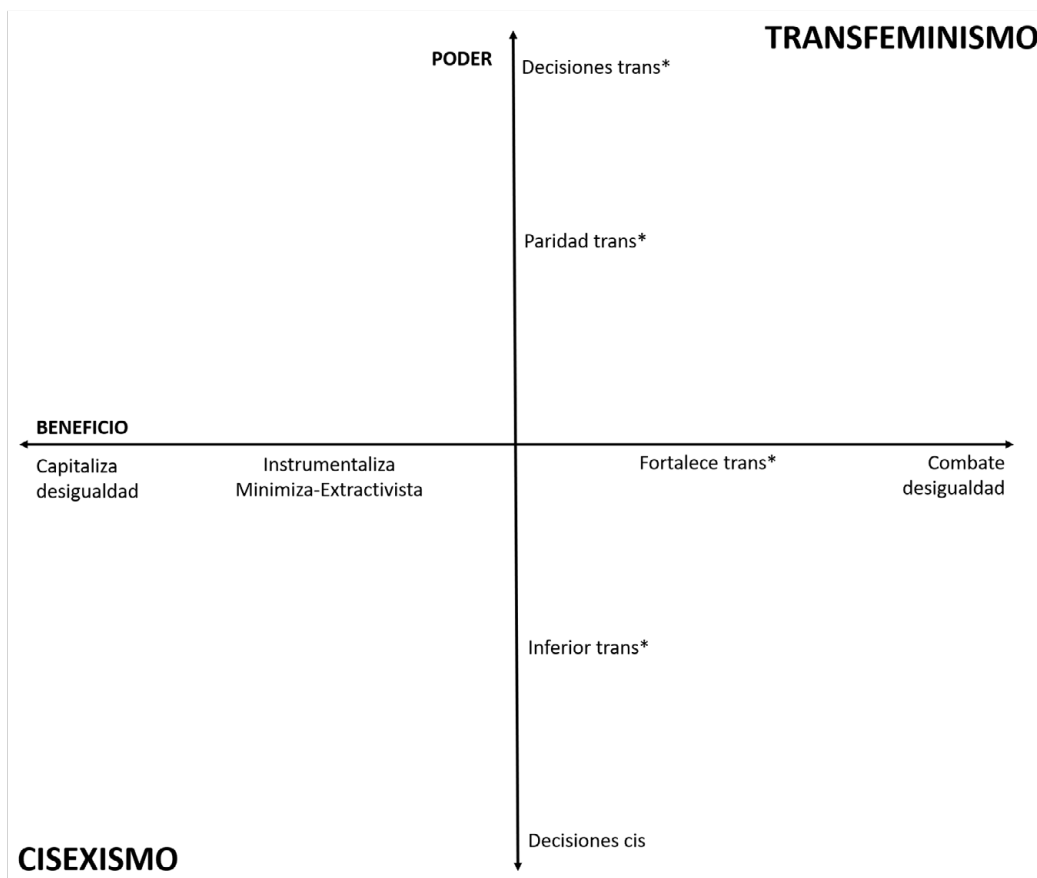 TRANSFEMINISMO
PODER
Decisiones trans*
Paridad trans*
BENEFICIO
Capitaliza
desigualdad
Instrumentaliza
Minimiza-Extractivista
Fortalece trans*
Combate
desigualdad
Inferior trans*
Decisiones cis
CISEXISMO